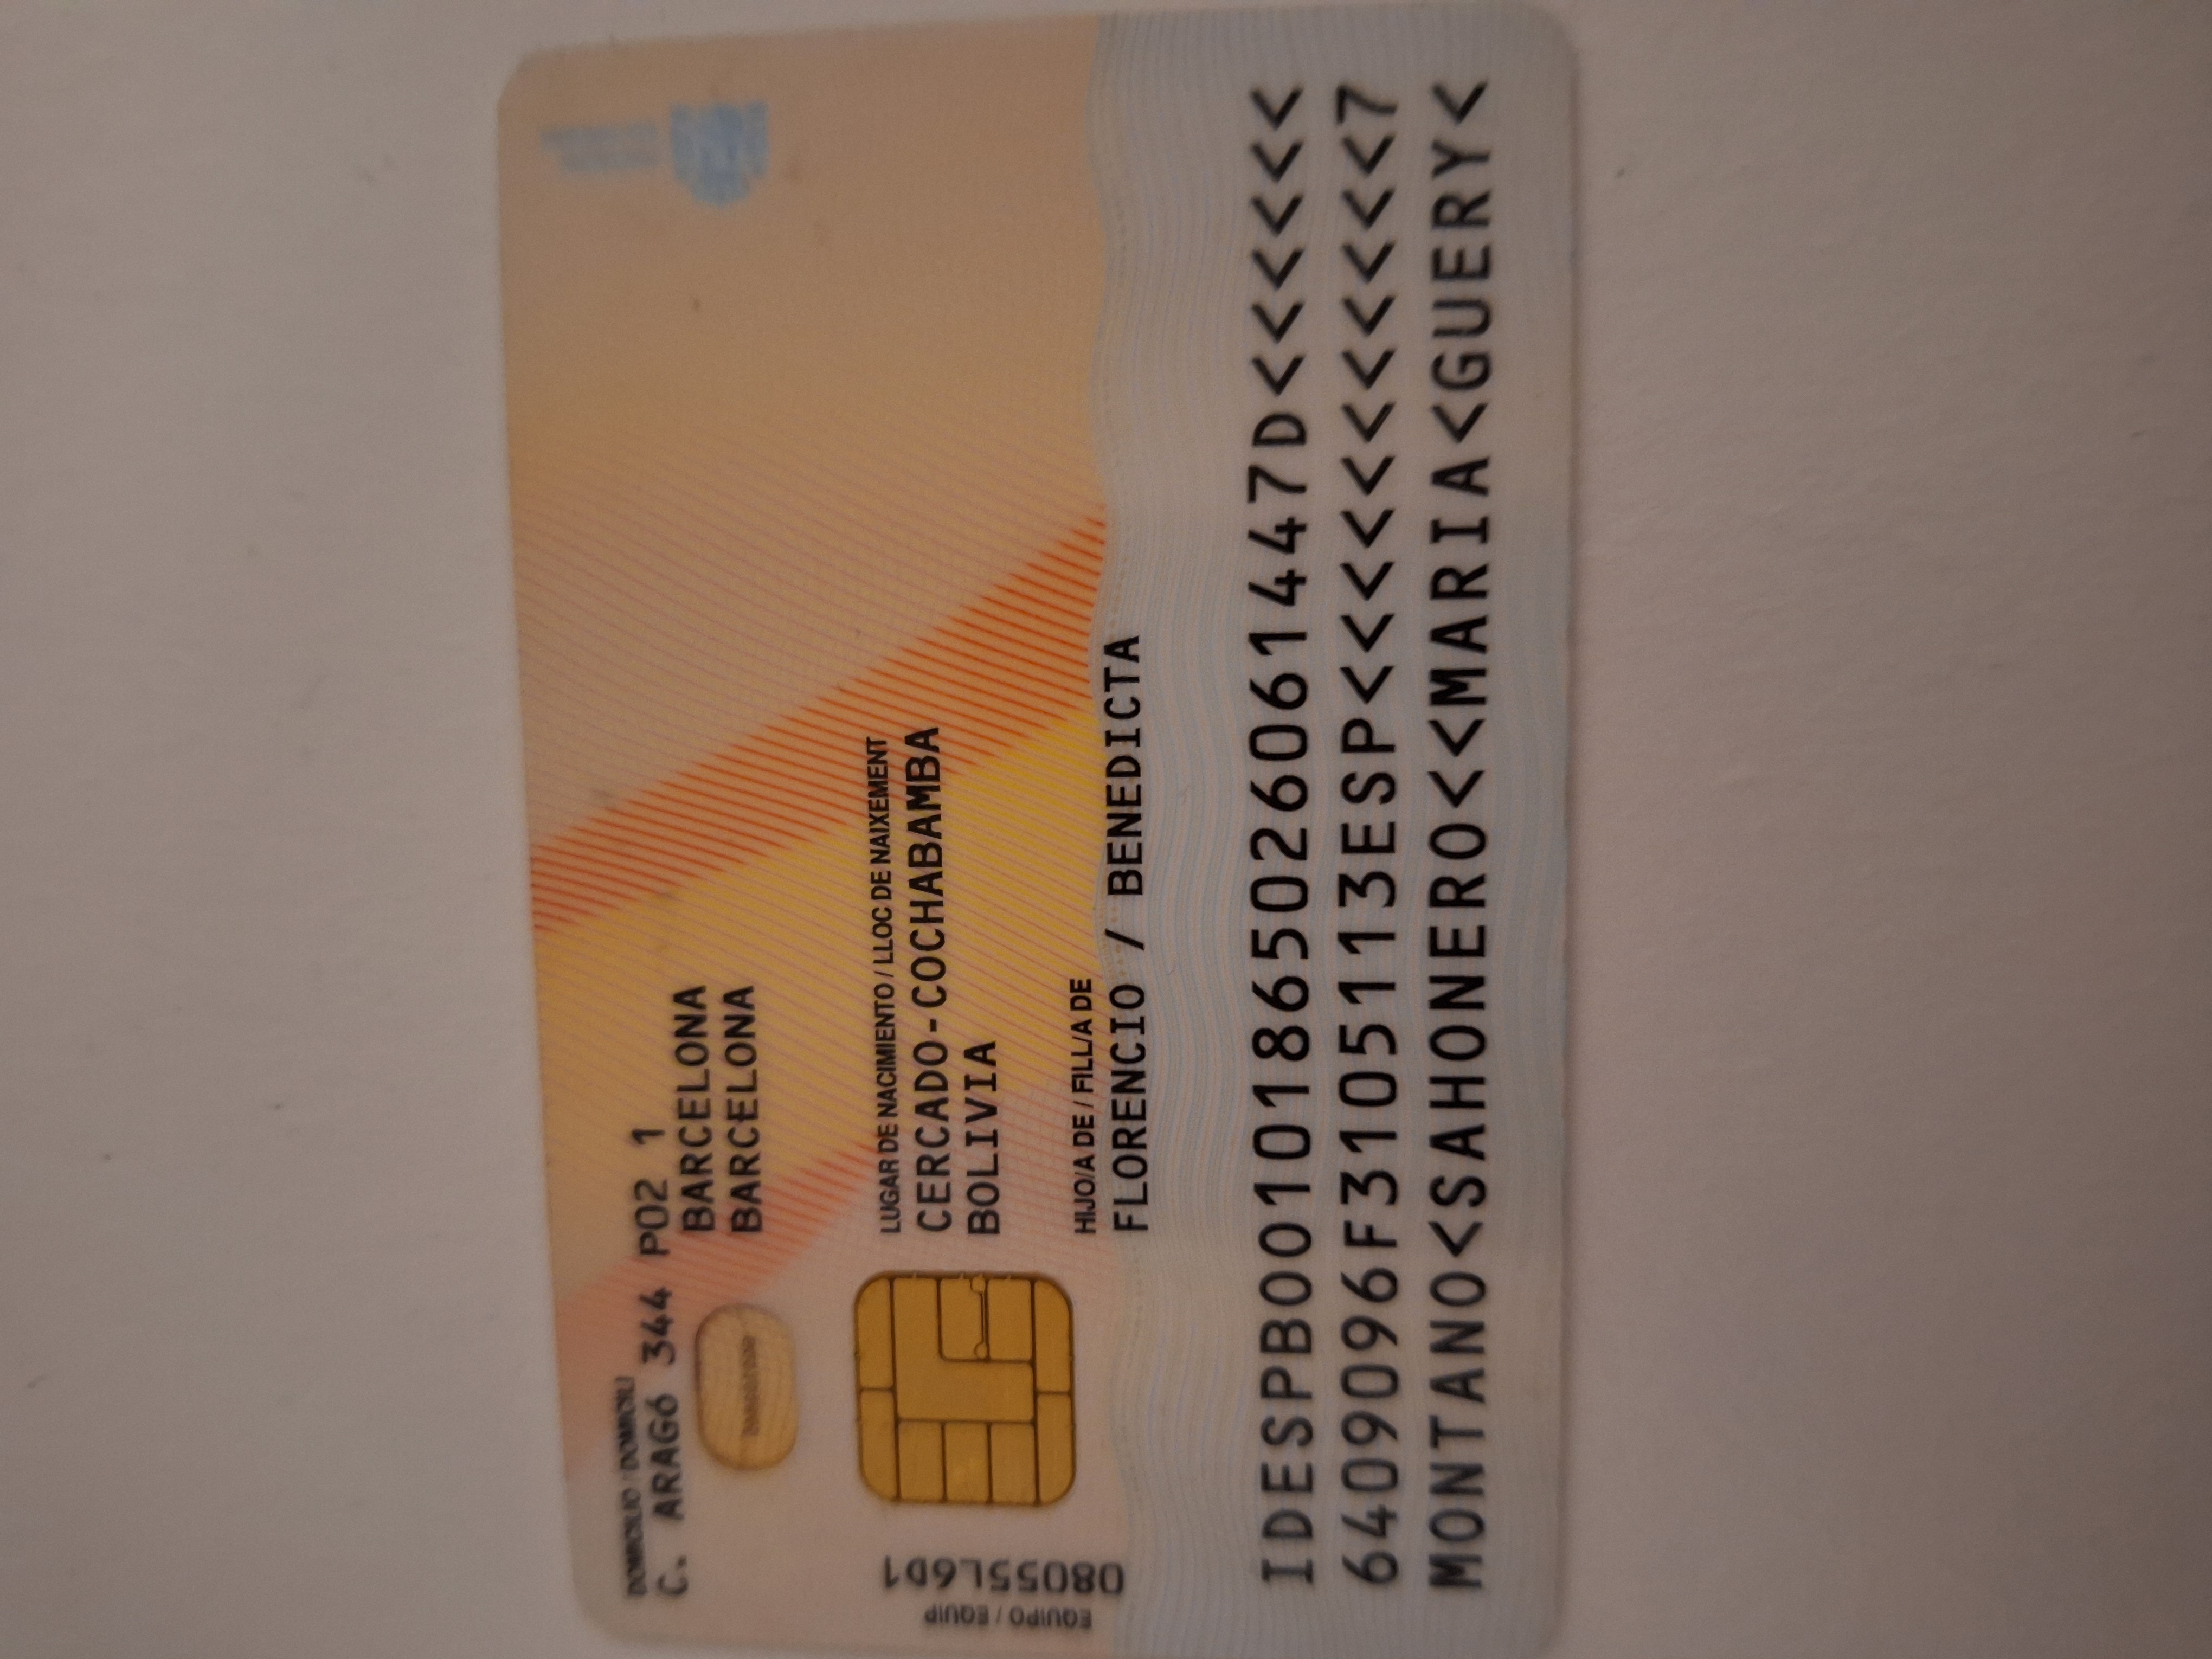 DOMICILIO / DOMICILI
C. ARAGó 344 P02 1
BARCELONA
BARCELONA
LUGAR DE NACIMIENTO / LLOC DE NAIXEMENT
CERCADO-COCHABAMBA
BOLIVIA
EQUIPO / EQUIP
08055L6D1
HIJO/A DE / FILL/A DE
FLORENCIO / BENEDICTA
IDESPBO0101865026061447D<<<<<<
6409096F3105113ESP<<<<<<<<<<<7
MONTANO<SAHONERO<<MARIA<GUERY<